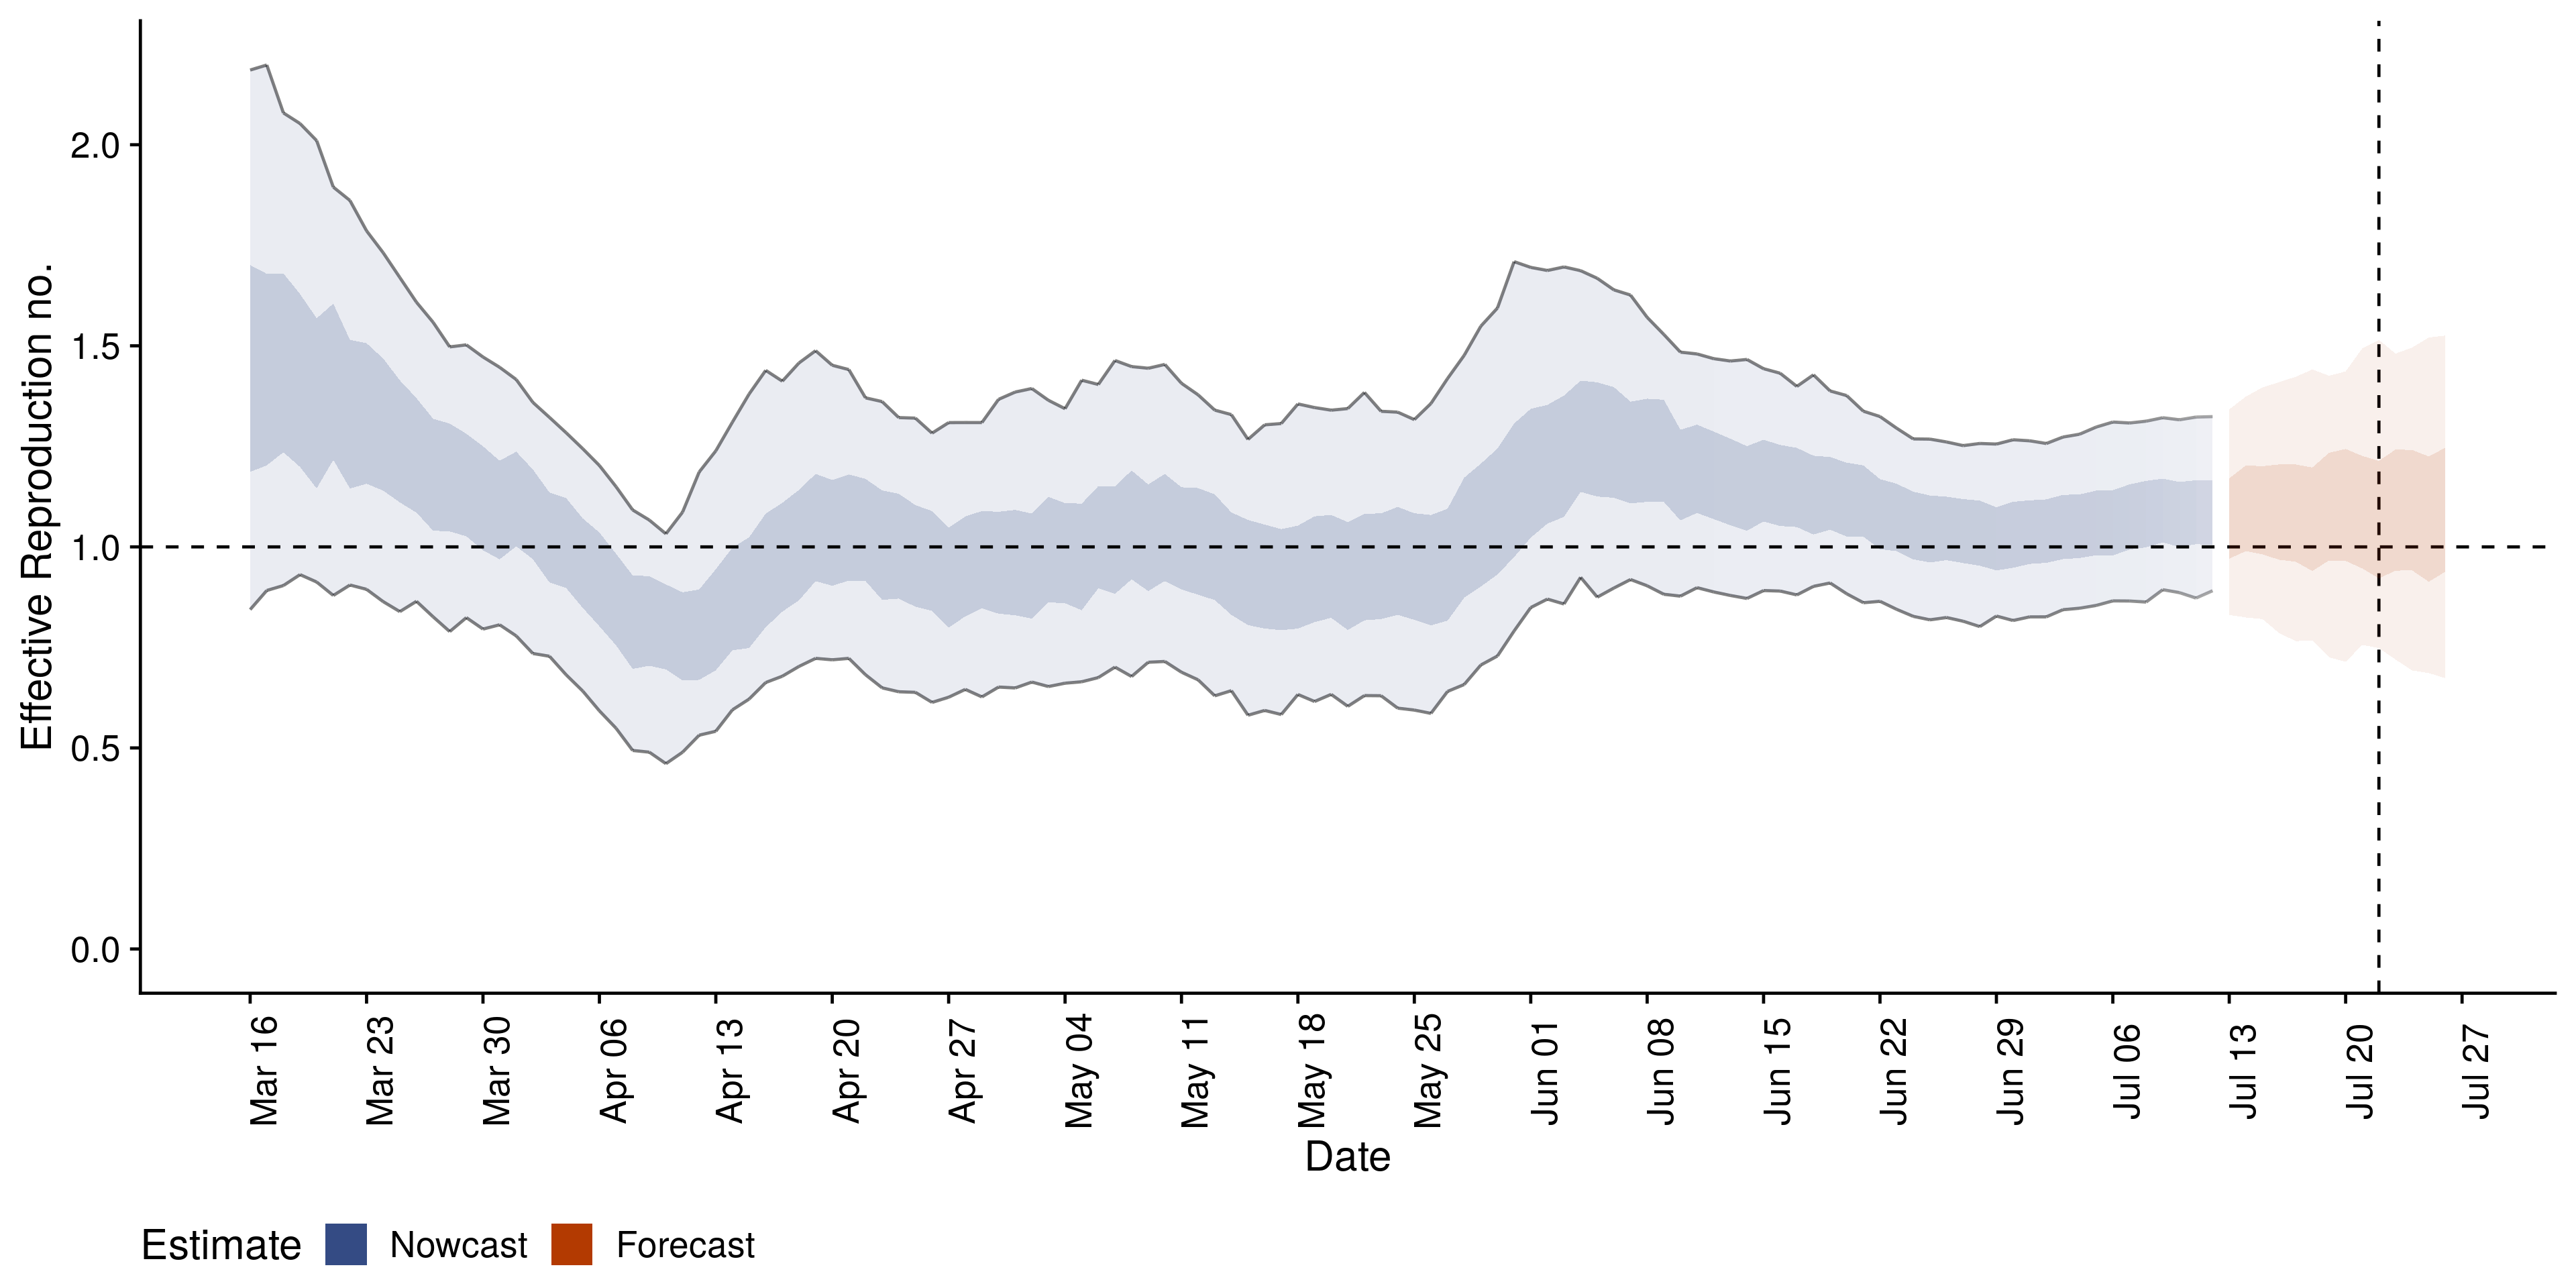 Effective Reproduction no.
2.0
1.5
1.0
0.5
0.0
Mar 16
Mar 23
Mar 30
Apr 06
Apr 13
Apr 20
Apr 27
May 04
May 11
May 18
May 25
Jun 01
Jun 08
Jun 15
Jun 22
Jun 29
Jul 06
Jul 13
Jul 20
Jul 27
Date
Estimate Nowcast Forecast